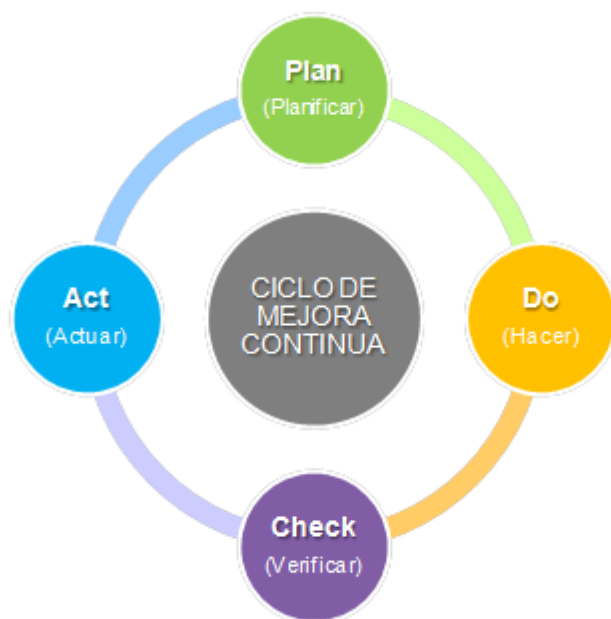 Plan
(Planificar)
Act
(Actuar)
CICLO DE
MEJORA
CONTINUA
Do
(Hacer)
Check
(Verificar)